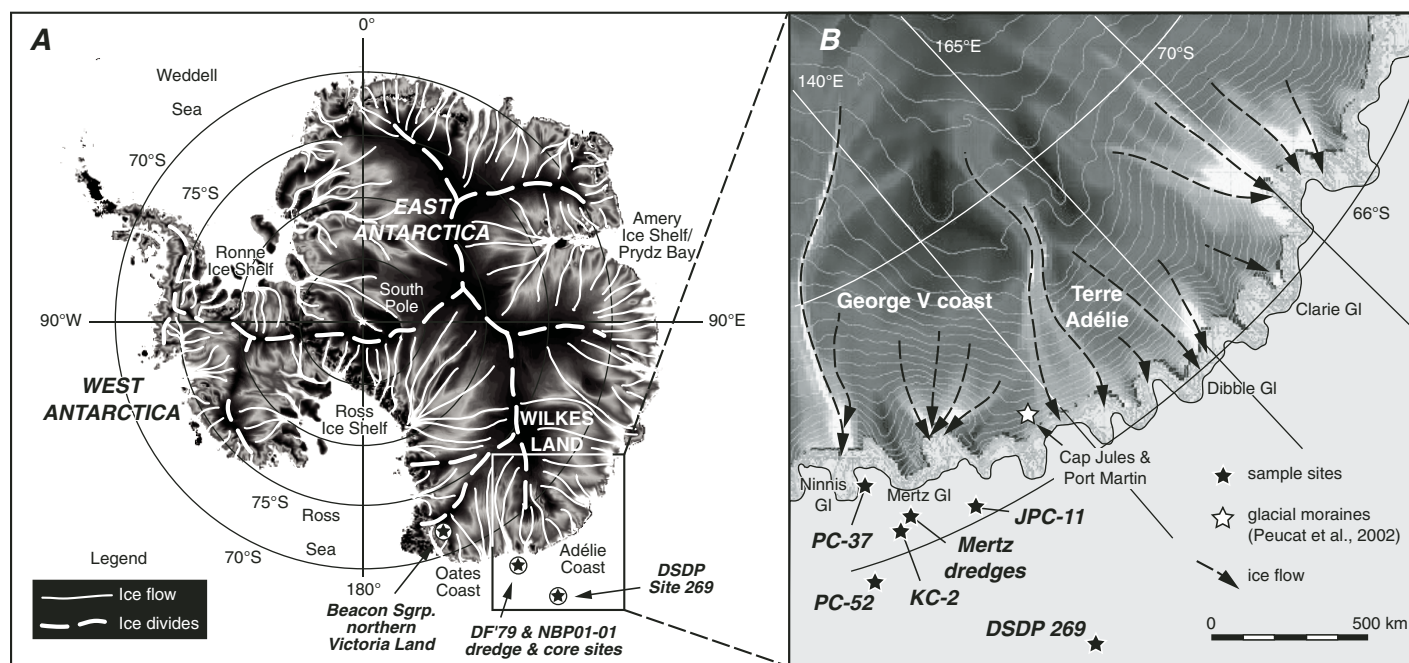 A
0°
Weddell
Sea
70°S
75°S
EAST
ANTARCTICA
Amery
Ice Shelf/
Prydz Bay
Ronne
Ice Shelf
South
Pole
90°W
90°E
WEST
ANTARCTICA
Ross
Ice Shelf
WILKES
LAND
75°S
Ross
Sea
70°S
180°
Oates
Coast
Adélie
Coast
DSDP
Site 269
Beacon Sgrp.
northern
Victoria Land
DF'79 & NBP01-01
dredge & core sites
Legend
Ice flow
Ice divides
B
165°E
70°S
140°E
66°S
George V coast
Terre
Adélie
Clarie Gl
Dibble Gl
Cap Jules &
Port Martin
Ninnis
Gl
Mertz Gl
PC-37
JPC-11
Mertz
dredges
PC-52
KC-2
DSDP 269
sample sites
glacial moraines
(Peucat et al., 2002)
ice flow
0
500 km